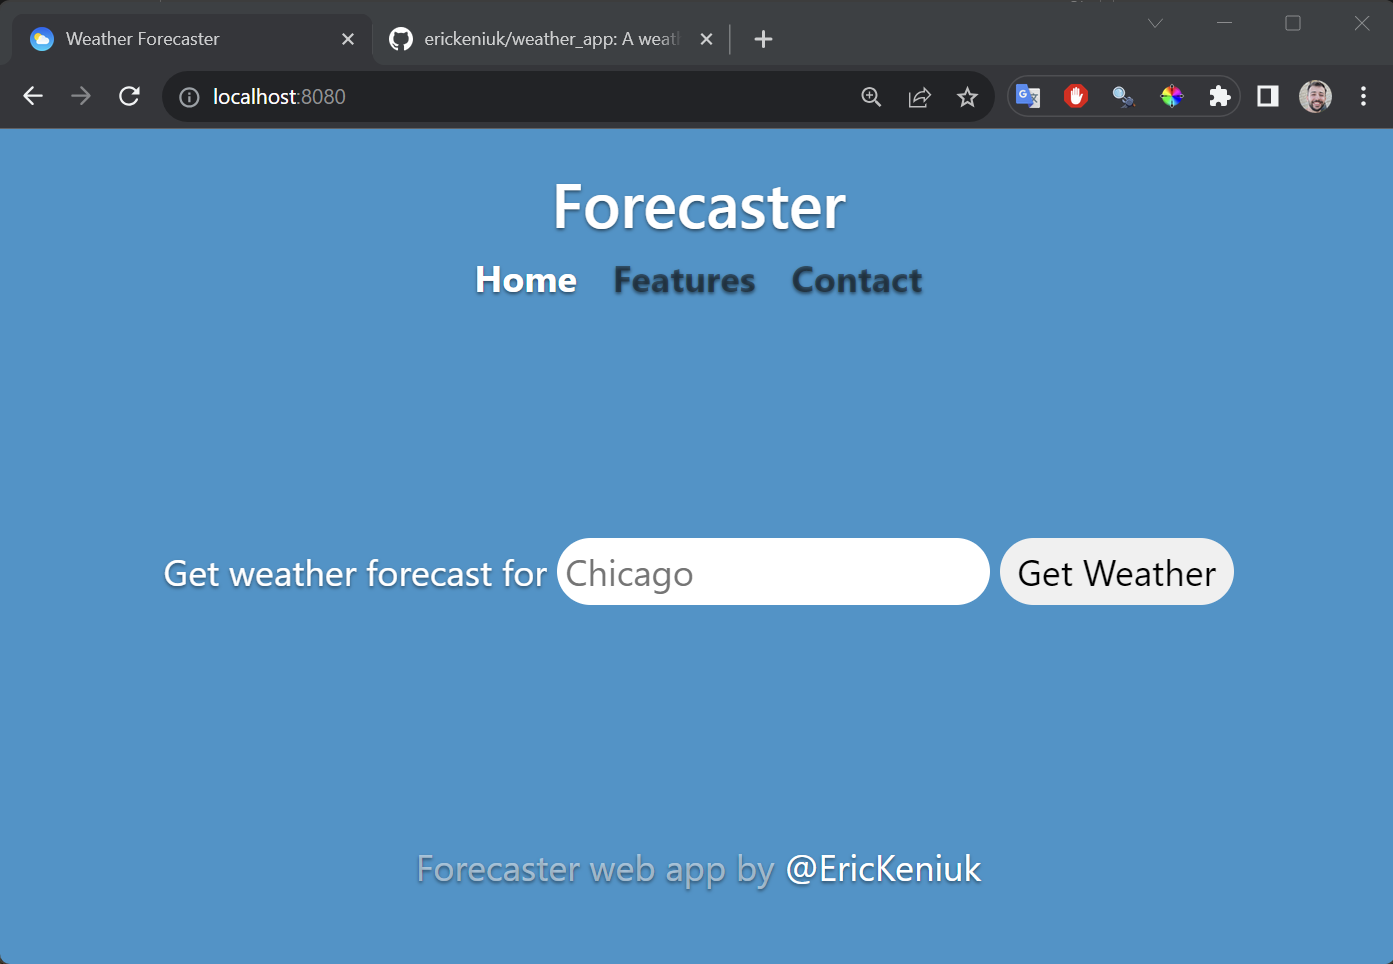 Weather Forecaster
erickeniuk/weather_app: A weat
localhost:8080
Forecaster
Home Features Contact
Get weather forecast for Chicago Get Weather
Forecaster web app by @EricKeniuk